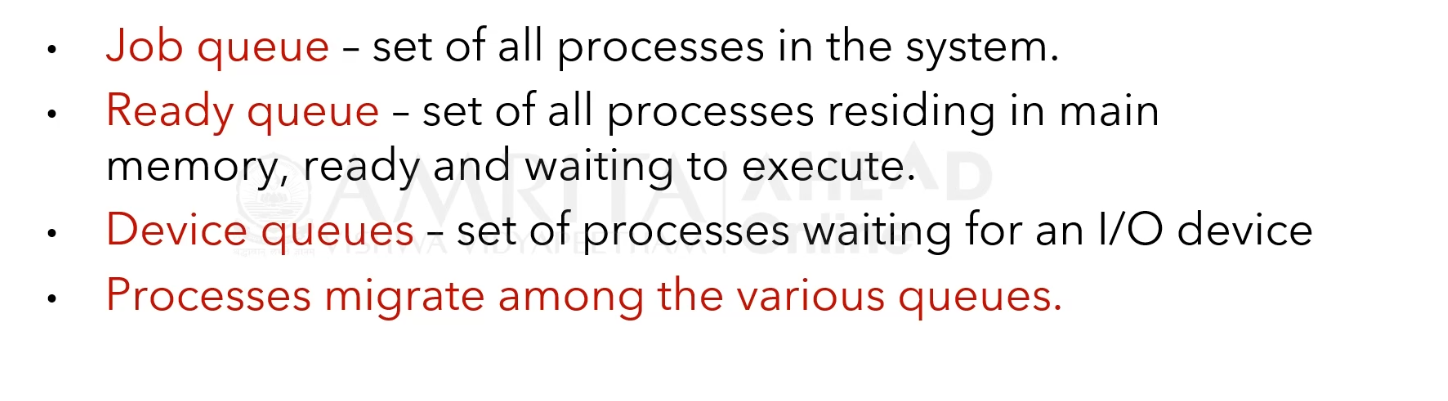 • Job queue – set of all processes in the system.
• Ready queue – set of all processes residing in main
memory, ready and waiting to execute.
• Device queues – set of processes waiting for an I/O device
• Processes migrate among the various queues.
AMRITA AHEAD
VISHWA VIDYAPEETHAM Online